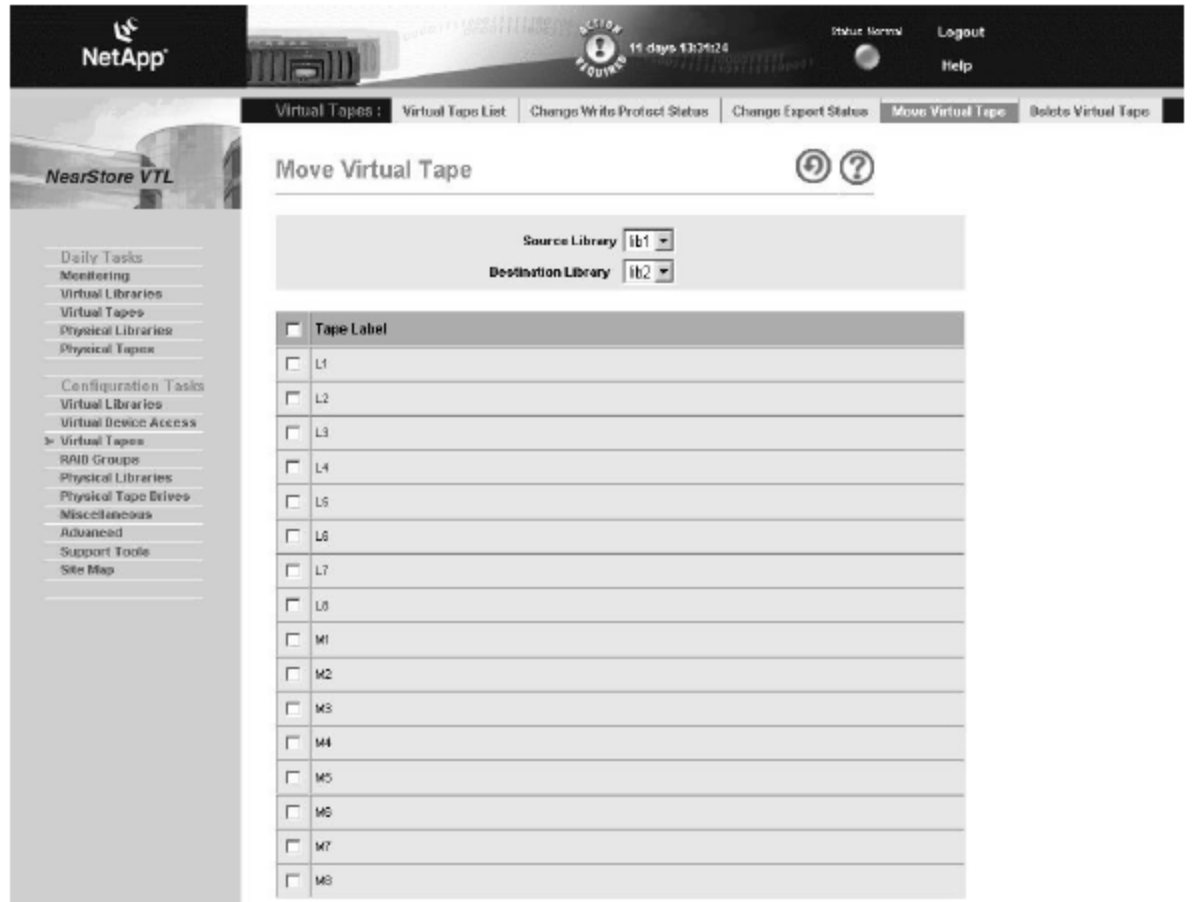 NetApp
ACTION REQUIRED
11 days 13:31:24
Status Normal
Logout
Help
Virtual Tapes :
Virtual Tape List
Change Write Protect Status
Change Export Status
Move Virtual Tape
Delete Virtual Tape
NearStore VTL
Move Virtual Tape
Source Library lib1
Destination Library lib2
Daily Tasks
Monitoring
Virtual Libraries
Virtual Tapes
Physical Libraries
Physical Tapes
Configuration Tasks
Virtual Libraries
Virtual Device Access
Virtual Tapes
RAID Groups
Physical Libraries
Physical Tape Drives
Miscellaneous
Advanced
Support Tools
Site Map
Tape Label
L1
L2
L3
L4
L5
L6
L7
L8
M1
M2
M3
M4
M5
M6
M7
M8